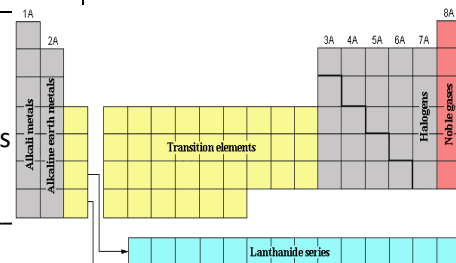 1A
8A
2A
3A 4A 5A 6A 7A
Alkali metals
Alkaline earth metals
Transition elements
Halogens
Noble gases
S
Lanthanide series